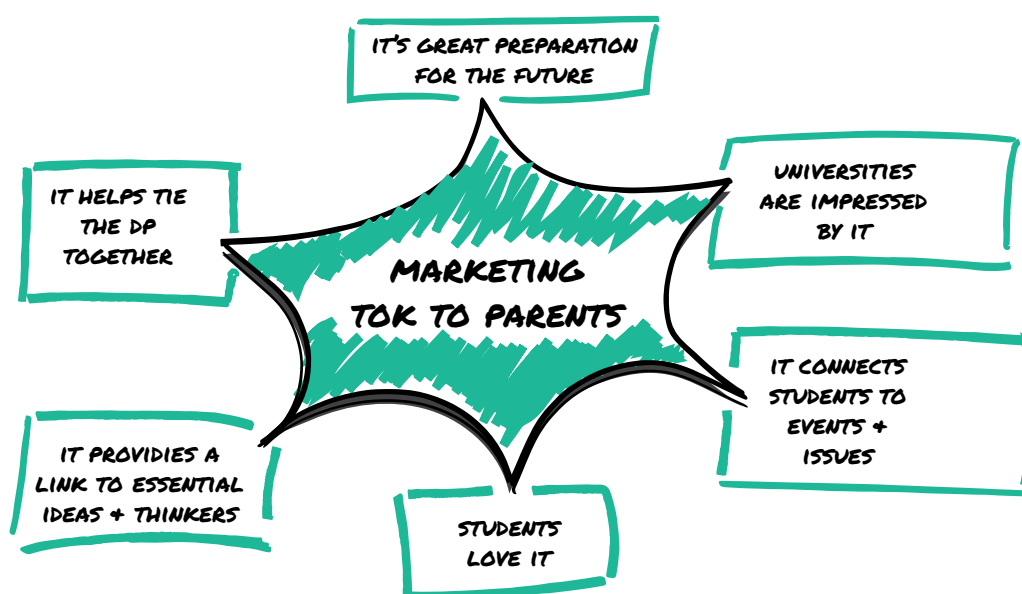 IT'S GREAT PREPARATION
FOR THE FUTURE
UNIVERSITIES
ARE IMPRESSED
BY IT
IT HELPS TIE
THE DP
TOGETHER
MARKETING
TOK TO PARENTS
IT CONNECTS
STUDENTS TO
EVENTS &
ISSUES
IT PROVIDIES A
LINK TO ESSENTIAL
IDEAS & THINKERS
STUDENTS
LOVE IT